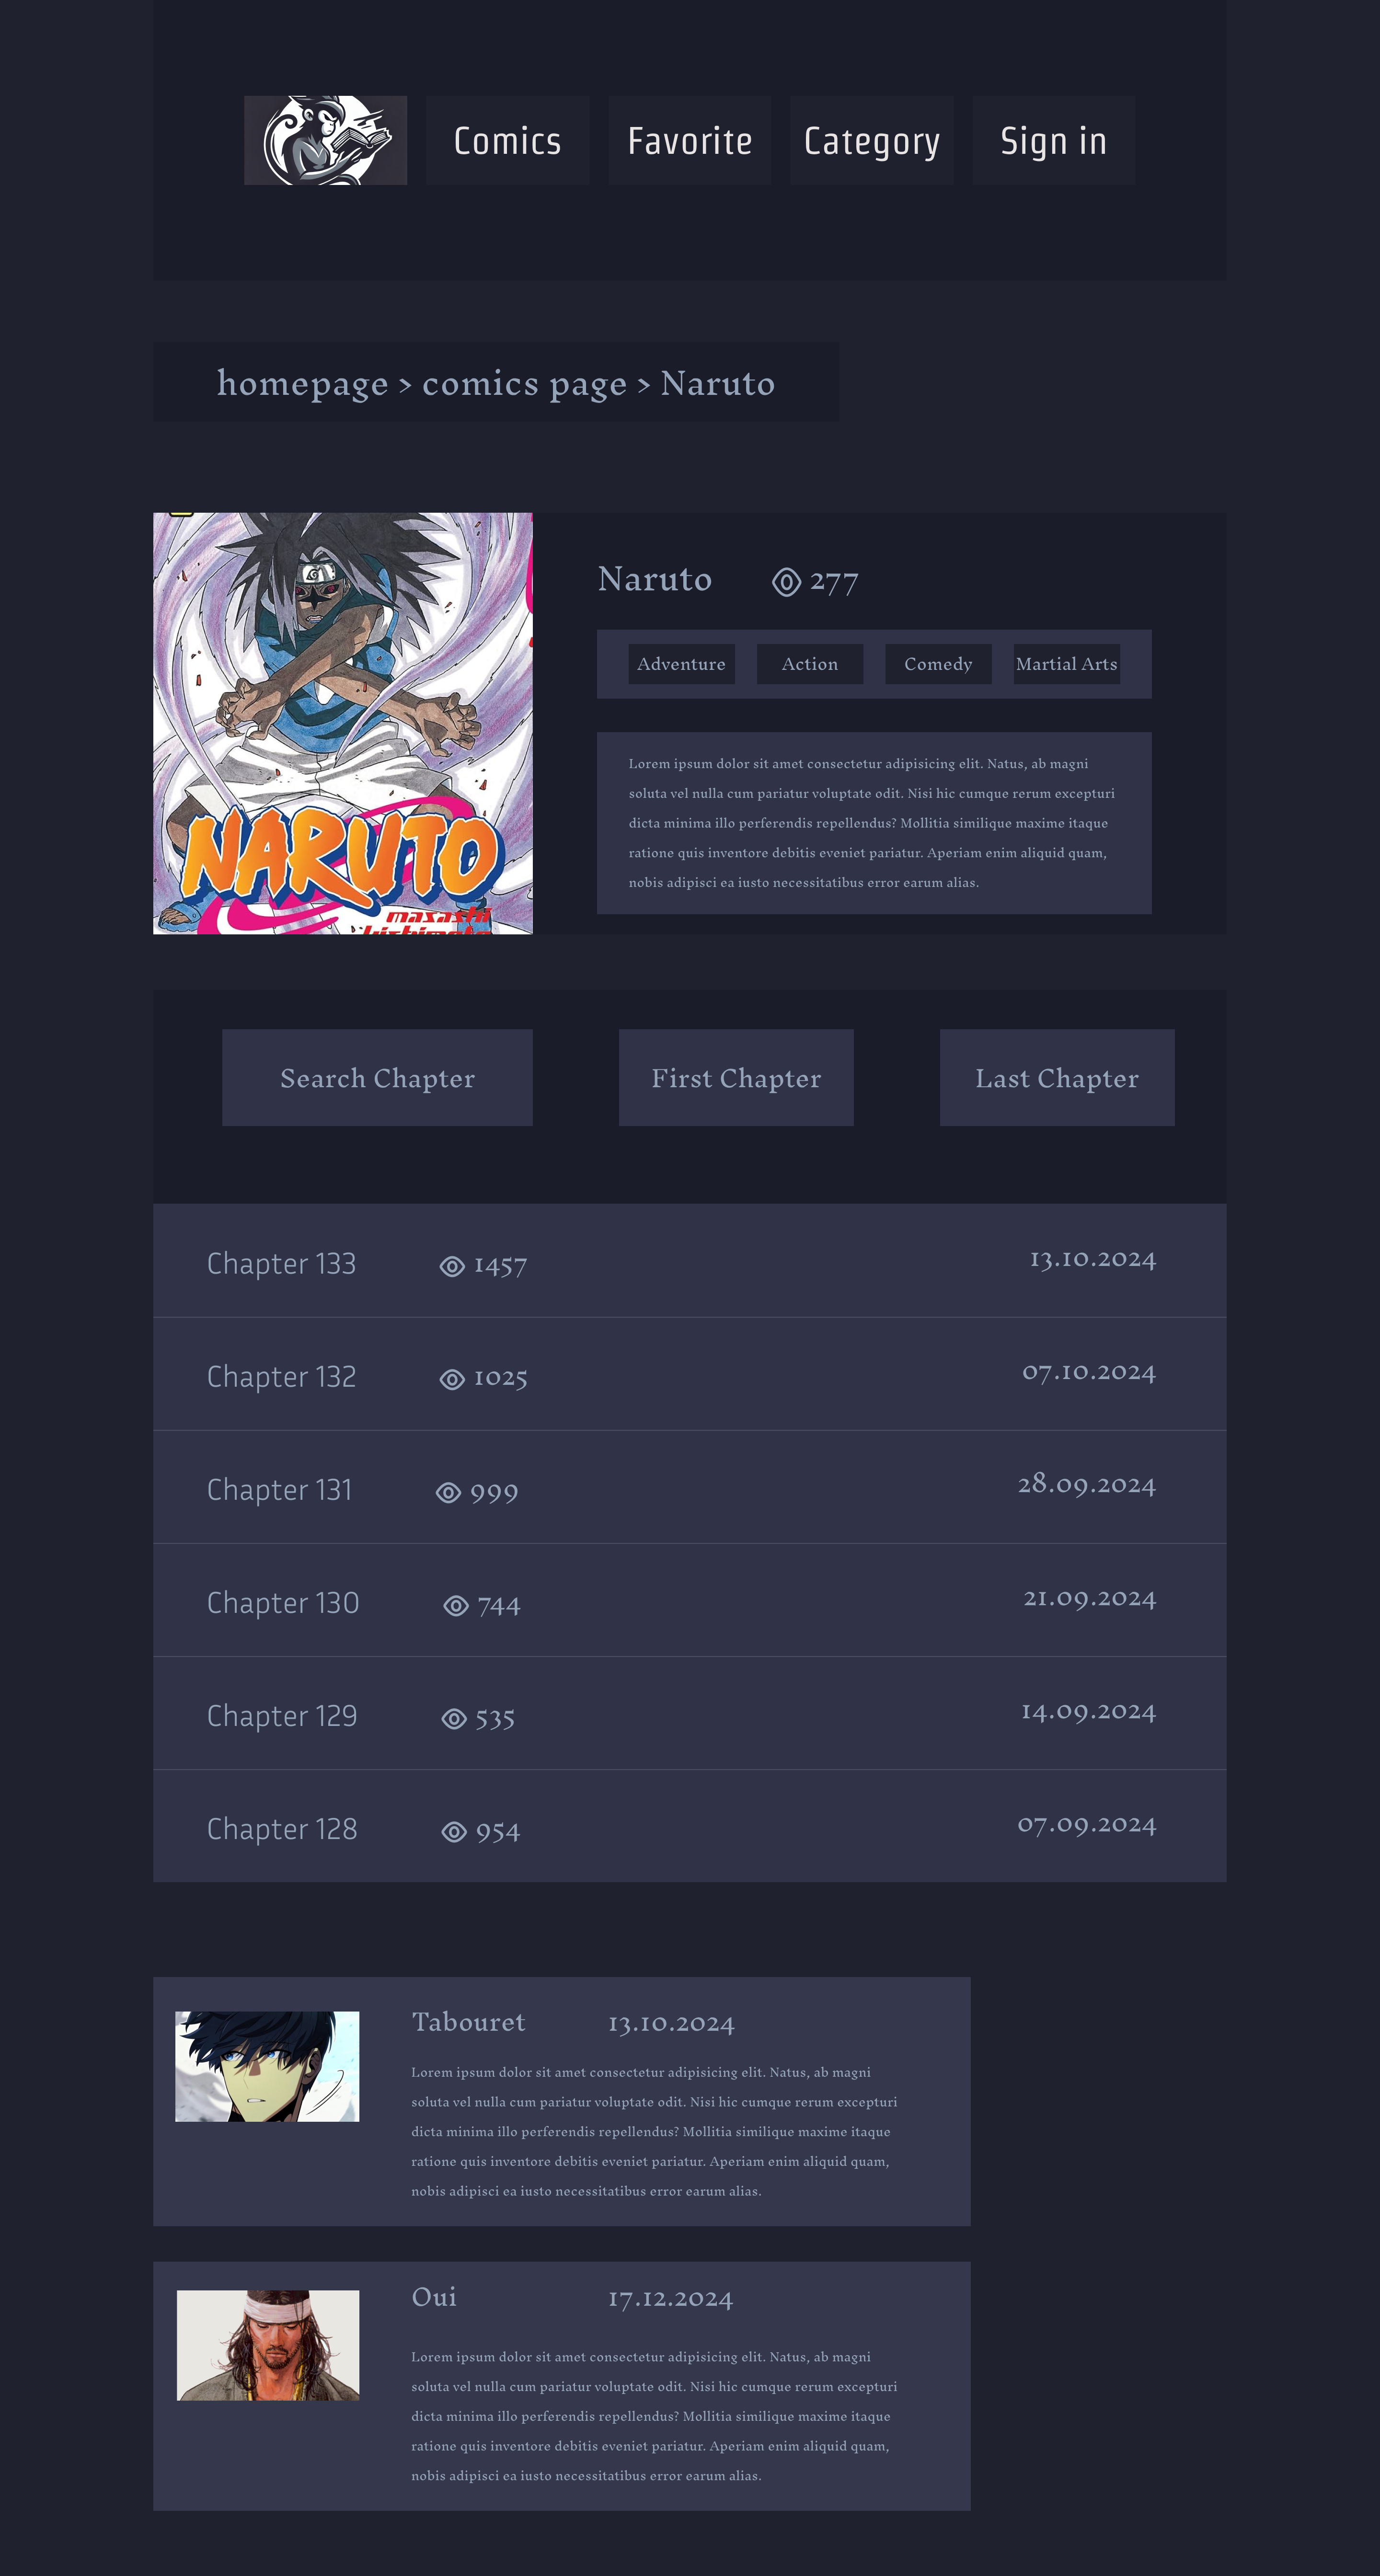 Comics
Favorite
Category
Sign in
homepage > comics page > Naruto
Naruto
277
Adventure
Action
Comedy
Martial Arts
Lorem ipsum dolor sit amet consectetur adipisicing elit. Natus, ab magni
soluta vel nulla cum pariatur voluptate odit. Nisi hic cumque rerum excepturi
dicta minima illo perferendis repellendus? Mollitia similique maxime itaque
ratione quis inventore debitis eveniet pariatur. Aperiam enim aliquid quam,
nobis adipisci ea iusto necessitatibus error earum alias.
NARUTO
masashi
kishimoto
Search Chapter
First Chapter
Last Chapter
Chapter 133 1457 13.10.2024
Chapter 132 1025 07.10.2024
Chapter 131 999 28.09.2024
Chapter 130 744 21.09.2024
Chapter 129 535 14.09.2024
Chapter 128 954 07.09.2024
Tabouret 13.10.2024
Lorem ipsum dolor sit amet consectetur adipisicing elit. Natus, ab magni
soluta vel nulla cum pariatur voluptate odit. Nisi hic cumque rerum excepturi
dicta minima illo perferendis repellendus? Mollitia similique maxime itaque
ratione quis inventore debitis eveniet pariatur. Aperiam enim aliquid quam,
nobis adipisci ea iusto necessitatibus error earum alias.
Oui 17.12.2024
Lorem ipsum dolor sit amet consectetur adipisicing elit. Natus, ab magni
soluta vel nulla cum pariatur voluptate odit. Nisi hic cumque rerum excepturi
dicta minima illo perferendis repellendus? Mollitia similique maxime itaque
ratione quis inventore debitis eveniet pariatur. Aperiam enim aliquid quam,
nobis adipisci ea iusto necessitatibus error earum alias.